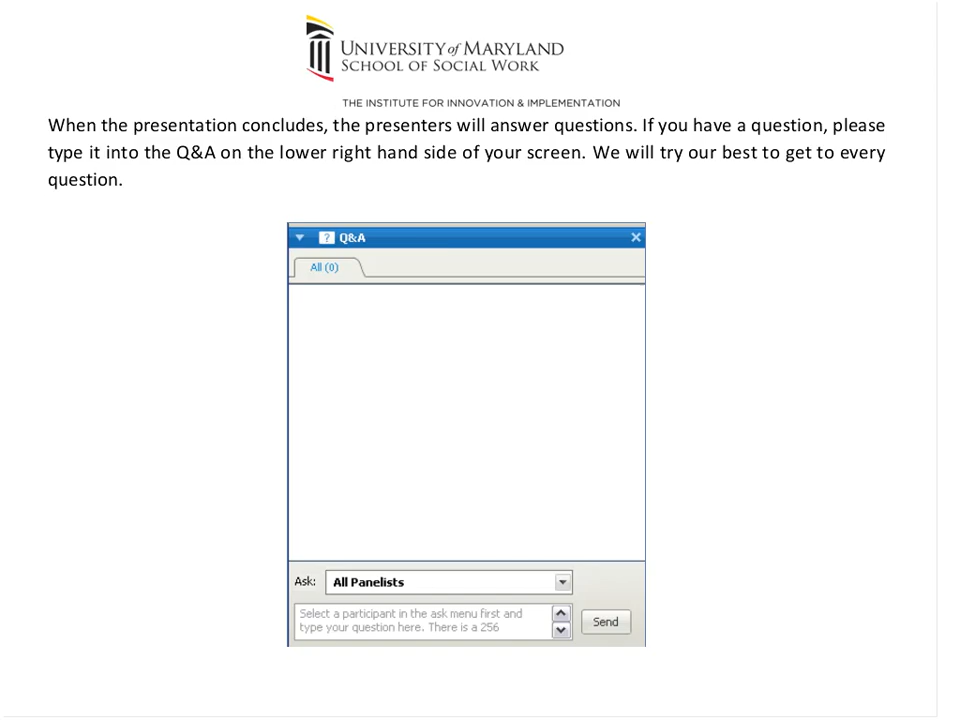 UNIVERSITY of MARYLAND
SCHOOL OF SOCIAL WORK
THE INSTITUTE FOR INNOVATION & IMPLEMENTATION
When the presentation concludes, the presenters will answer questions. If you have a question, please
type it into the Q&A on the lower right hand side of your screen. We will try our best to get to every
question.
? Q&A
All (0)
Ask: All Panelists
Select a participant in the ask menu first and
type your question here. There is a 256
Send